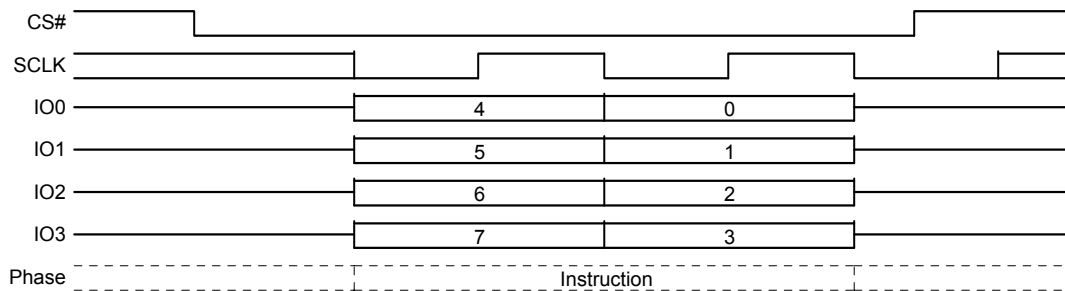 CS#
SCLK
IO0 4 0
IO1 5 1
IO2 6 2
IO3 7 3
Phase Instruction